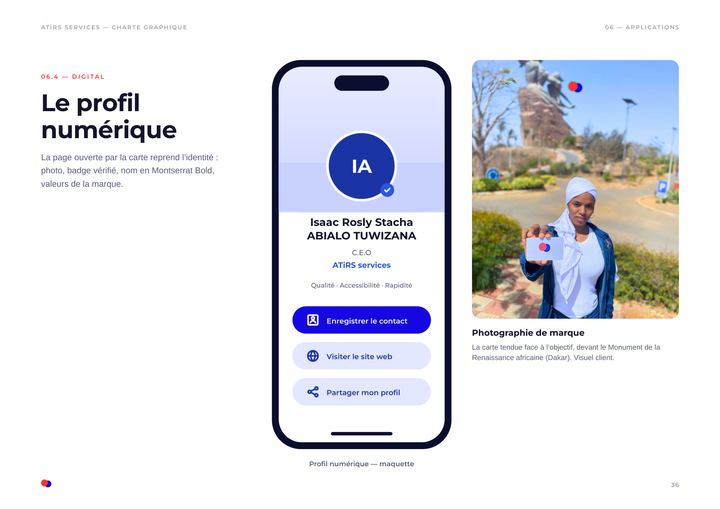 ATiRS SERVICES — CHARTE GRAPHIQUE
06 — APPLICATIONS
06.4 — DIGITAL
Le profil
numérique
La page ouverte par la carte reprend l'identité :
photo, badge vérifié, nom en Montserrat Bold,
valeurs de la marque.
IA
Isaac Rosly Stacha
ABIALO TUWIZANA
C.E.O
ATiRS services
Qualité · Accessibilité · Rapidité
Enregistrer le contact
Visiter le site web
Partager mon profil
Profil numérique — maquette
P
Photographie de marque
La carte tendue face à l'objectif, devant le Monument de la
Renaissance africaine (Dakar). Visuel client.
36